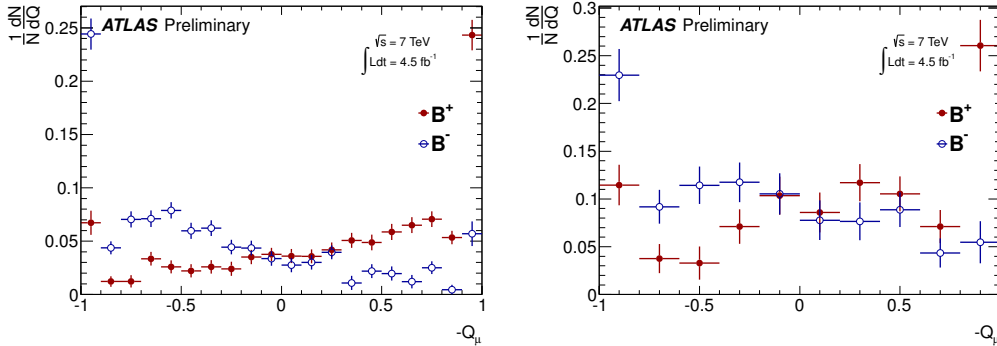 1 dN
N dQ
ATLAS Preliminary
√s = 7 TeV
∫ Ldt = 4.5 fb⁻¹
B⁺
B⁻
0.25
0.2
0.15
0.1
0.05
0
-1 -0.5 0 0.5 1
-Qμ
1 dN
N dQ
ATLAS Preliminary
√s = 7 TeV
∫ Ldt = 4.5 fb⁻¹
B⁺
B⁻
0.3
0.25
0.2
0.15
0.1
0.05
0
-1 -0.5 0 0.5
-Qμ